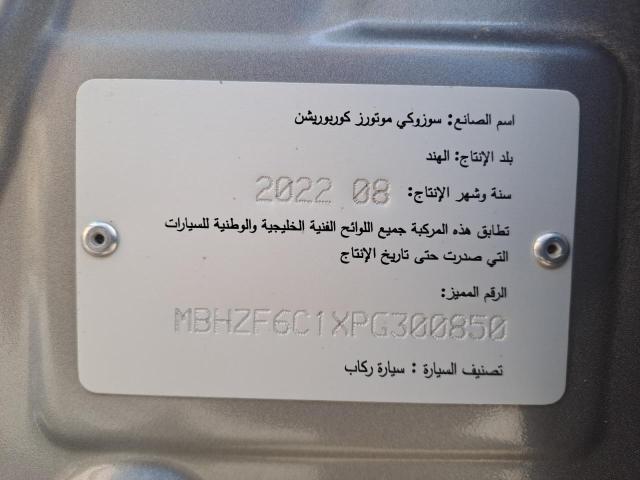 اسم الصانع: سوزوكي موتورز كوربوريشن
بلد الإنتاج: الهند
سنة وشهر الإنتاج: 2022 08
تطابق هذه المركبة جميع اللوائح الفنية الخليجية والوطنية للسيارات
التي صدرت حتى تاريخ الإنتاج
الرقم المميز:
MBHZF6C1XPG300850
تصنيف السيارة : سيارة ركاب